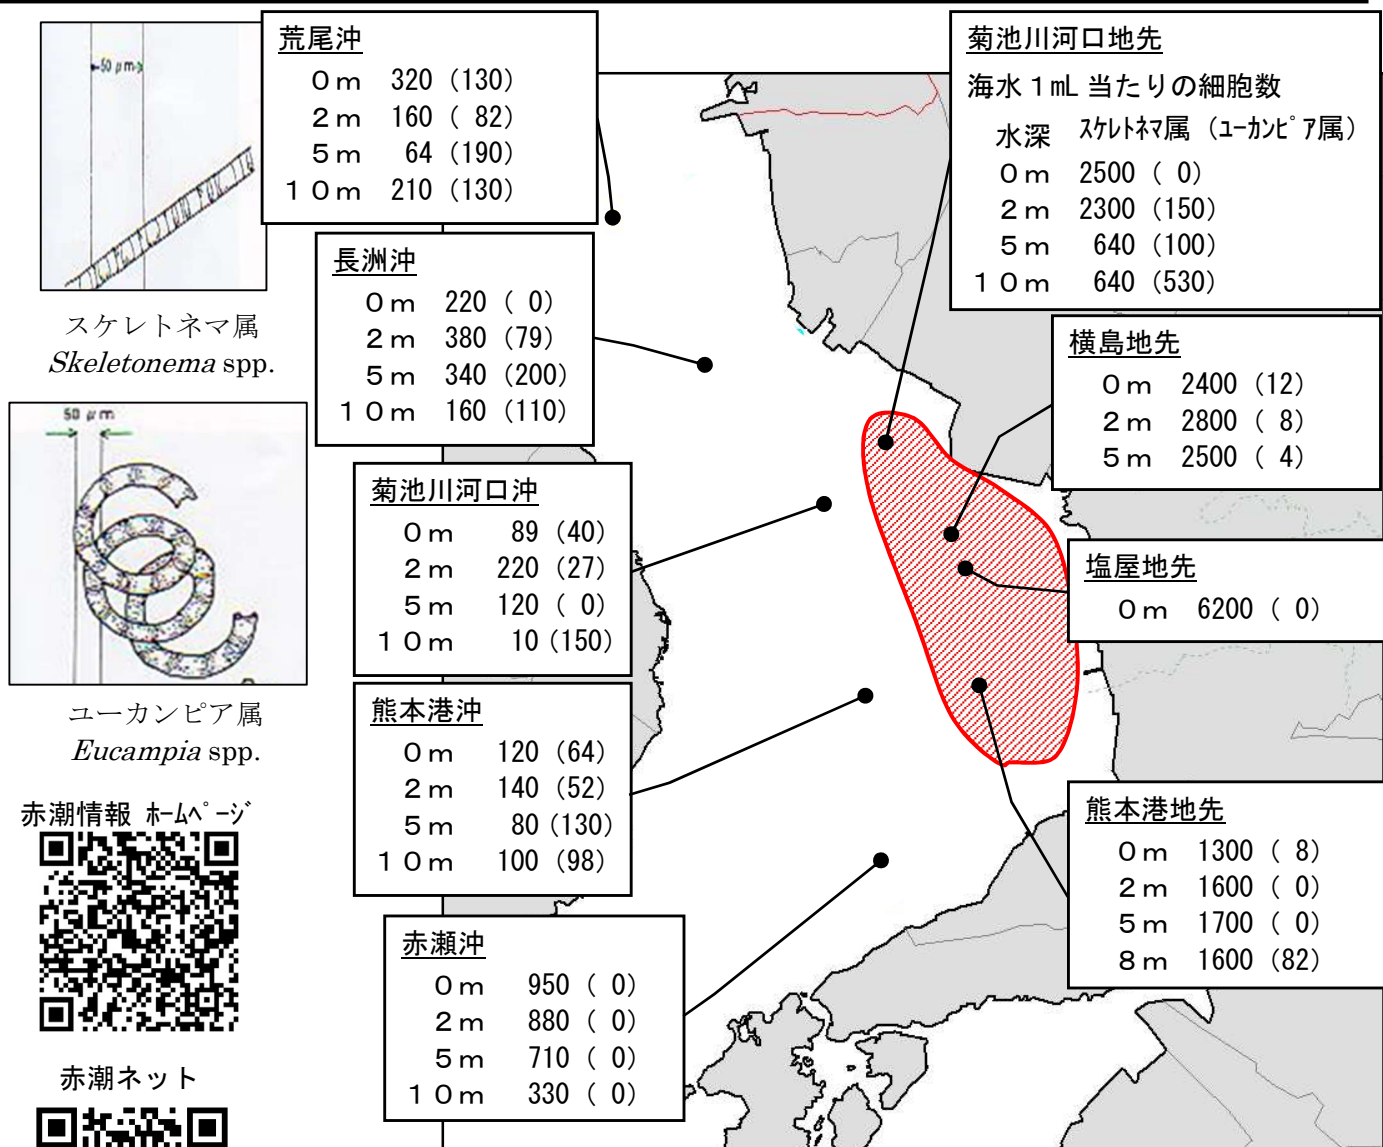 50 μm
スケレトネマ属
Skeletonema spp.
50 μm
ユーカンピア属
Eucampia spp.
赤潮情報 ﾎｰﾑﾍﾟｰｼﾞ
赤潮ネット
荒尾沖
０ｍ 320 (130)
２ｍ 160 ( 82)
５ｍ 64 (190)
１０ｍ 210 (130)
長洲沖
０ｍ 220 ( 0)
２ｍ 380 (79)
５ｍ 340 (200)
１０ｍ 160 (110)
菊池川河口沖
０ｍ 89 (40)
２ｍ 220 (27)
５ｍ 120 ( 0)
１０ｍ 10 (150)
熊本港沖
０ｍ 120 (64)
２ｍ 140 (52)
５ｍ 80 (130)
１０ｍ 100 (98)
赤瀬沖
０ｍ 950 ( 0)
２ｍ 880 ( 0)
５ｍ 710 ( 0)
１０ｍ 330 ( 0)
菊池川河口地先
海水１mL 当たりの細胞数
水深 ｽｹﾚﾄﾈﾏ属 (ﾕｰｶﾝﾋﾟｱ属)
０ｍ 2500 ( 0)
２ｍ 2300 (150)
５ｍ 640 (100)
１０ｍ 640 (530)
横島地先
０ｍ 2400 (12)
２ｍ 2800 ( 8)
５ｍ 2500 ( 4)
塩屋地先
０ｍ 6200 ( 0)
熊本港地先
０ｍ 1300 ( 8)
２ｍ 1600 ( 0)
５ｍ 1700 ( 0)
８ｍ 1600 (82)